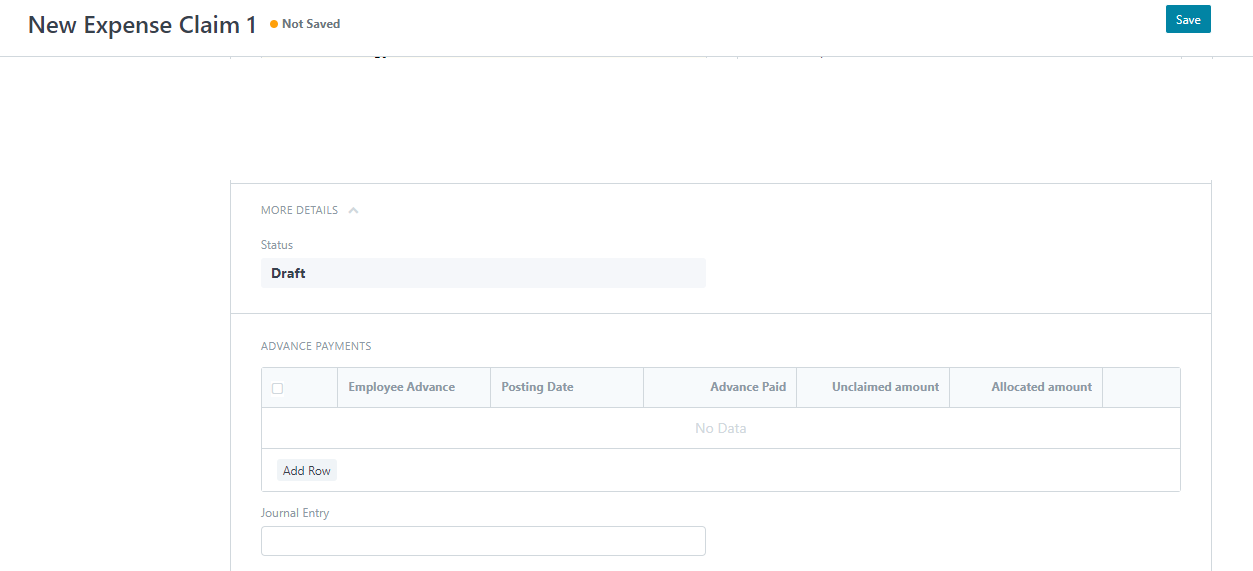 New Expense Claim 1 Not Saved Save
MORE DETAILS
Status
Draft
ADVANCE PAYMENTS
Employee Advance Posting Date Advance Paid Unclaimed amount Allocated amount
No Data
Add Row
Journal Entry